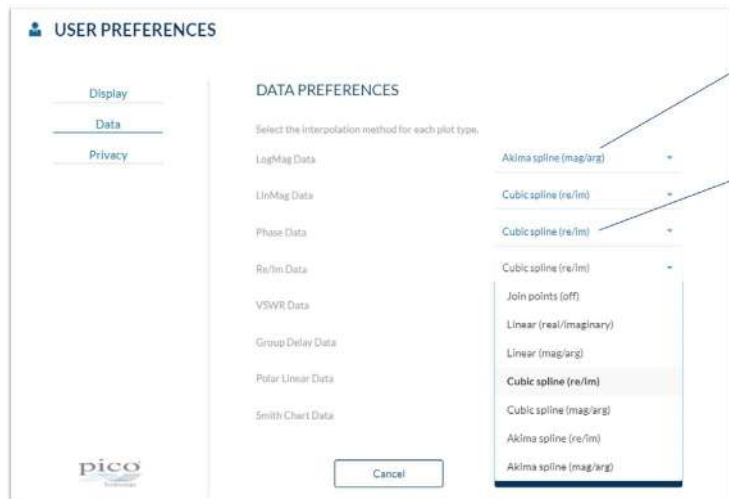 USER PREFERENCES
Display
Data
Privacy
DATA PREFERENCES
Select the interpolation method for each plot type.
LogMag Data
Akima spline (mag/arg)
LinMag Data
Cubic spline (re/im)
Phase Data
Cubic spline (re/im)
Re/Im Data
Cubic spline (re/im)
VSWR Data
Group Delay Data
Polar Linear Data
Smith Chart Data
Join points (off)
Linear (real/imaginary)
Linear (mag/arg)
Cubic spline (re/im)
Cubic spline (mag/arg)
Akima spline (re/im)
Akima spline (mag/arg)
pico
Technology
Cancel